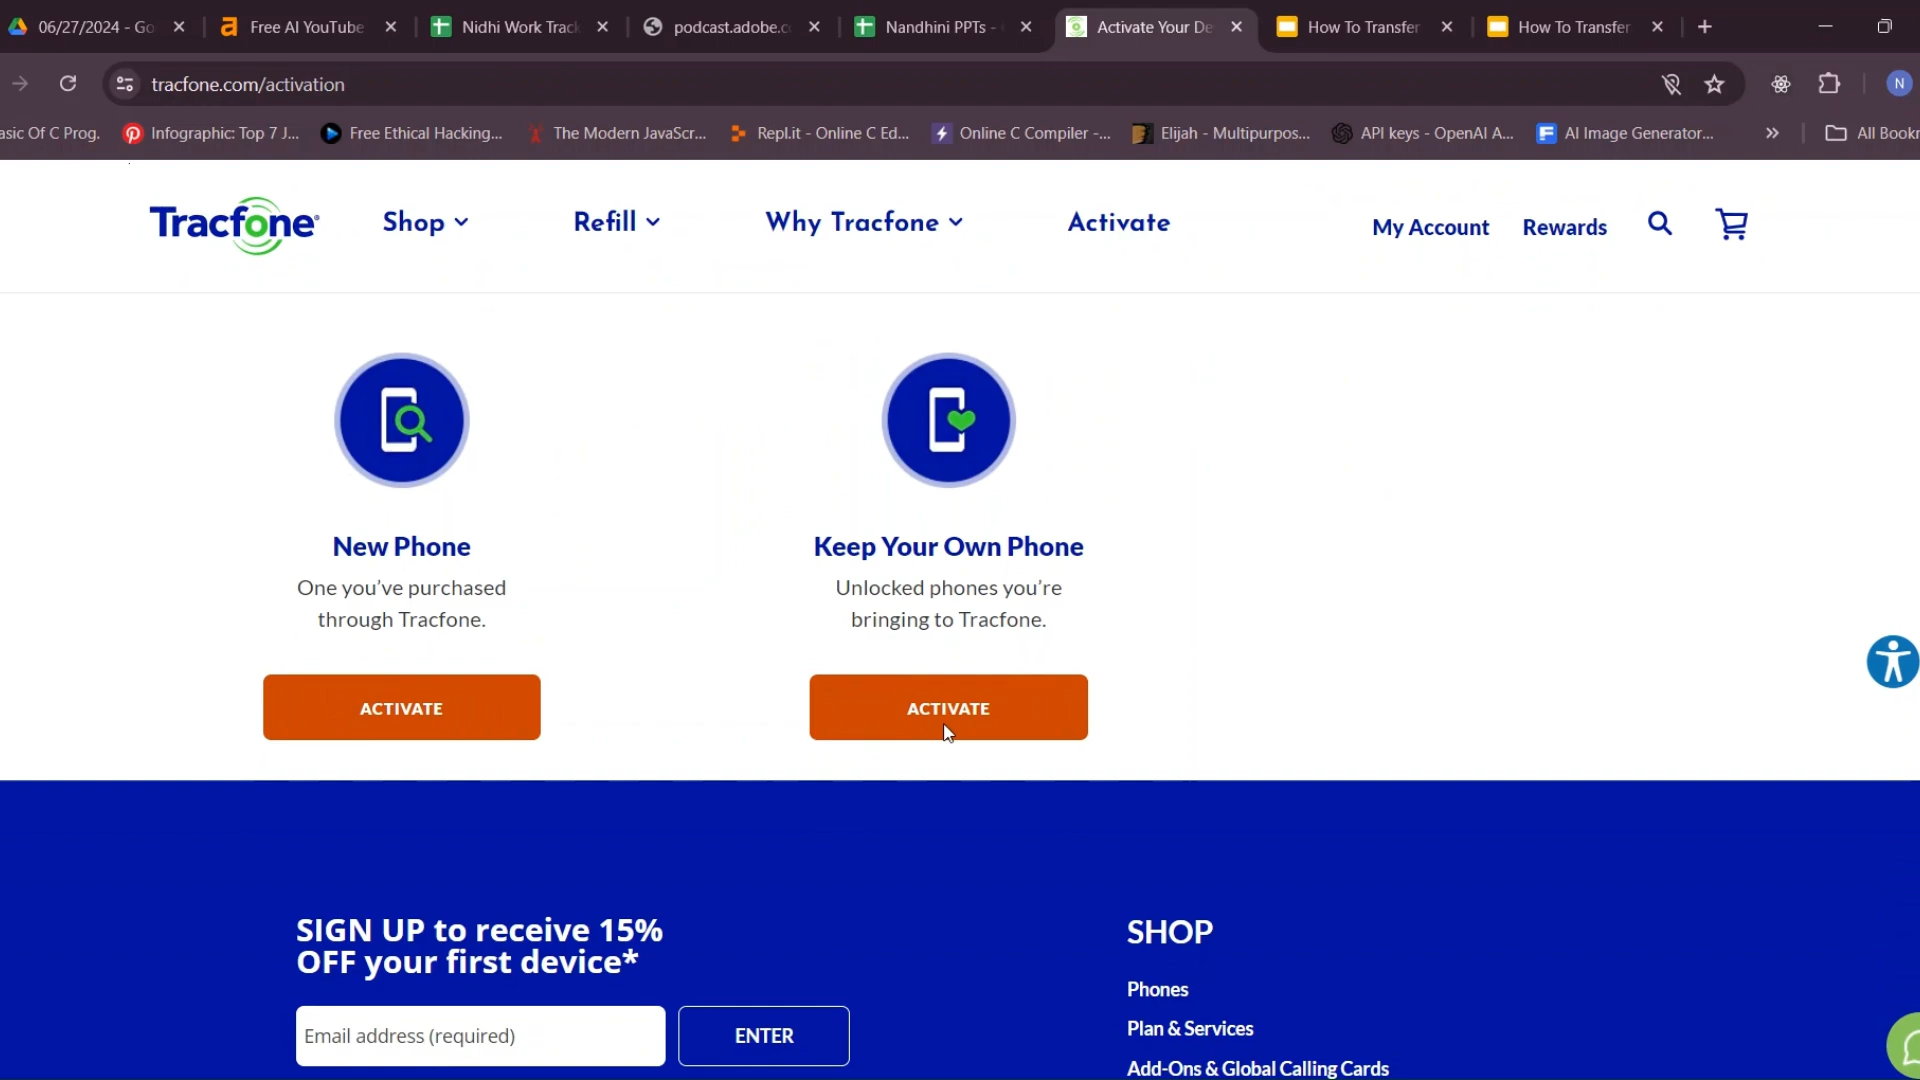 06/27/2024 - Go
Free AI YouTube
Nidhi Work Track
podcast.adobe.c
Nandhini PPTs -
Activate Your De
How To Transfer
How To Transfer
tracfone.com/activation
N
asic Of C Prog.
Infographic: Top 7 J...
Free Ethical Hacking...
The Modern JavaScr...
Repl.it - Online C Ed...
Online C Compiler -...
Elijah - Multipurpos...
API keys - OpenAI A...
AI Image Generator...
All Bookr
Tracfone
Shop
Refill
Why Tracfone
Activate
My Account
Rewards
New Phone
One you've purchased
through Tracfone.
ACTIVATE
Keep Your Own Phone
Unlocked phones you're
bringing to Tracfone.
ACTIVATE
SIGN UP to receive 15%
OFF your first device*
Email address (required)
ENTER
SHOP
Phones
Plan & Services
Add-Ons & Global Calling Cards